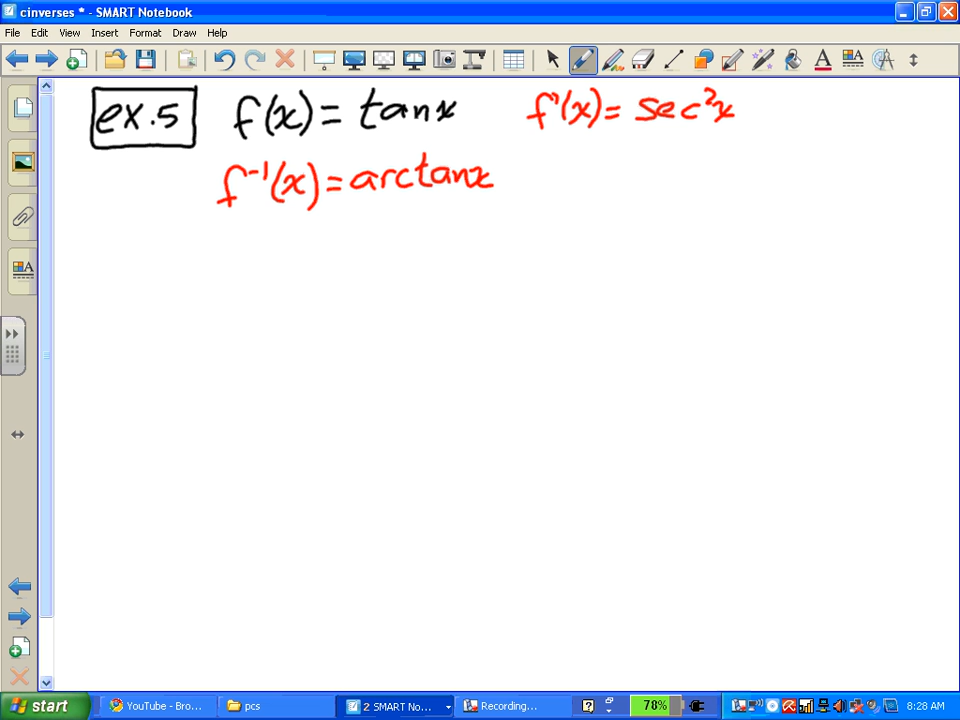 cinverses * - SMART Notebook
File Edit View Insert Format Draw Help
ex.5 f(x) = tanx f'(x) = sec²x
f⁻¹(x) = arctanx
start YouTube - Bro... pcs 2 SMART No... Recording... 78% 8:28 AM